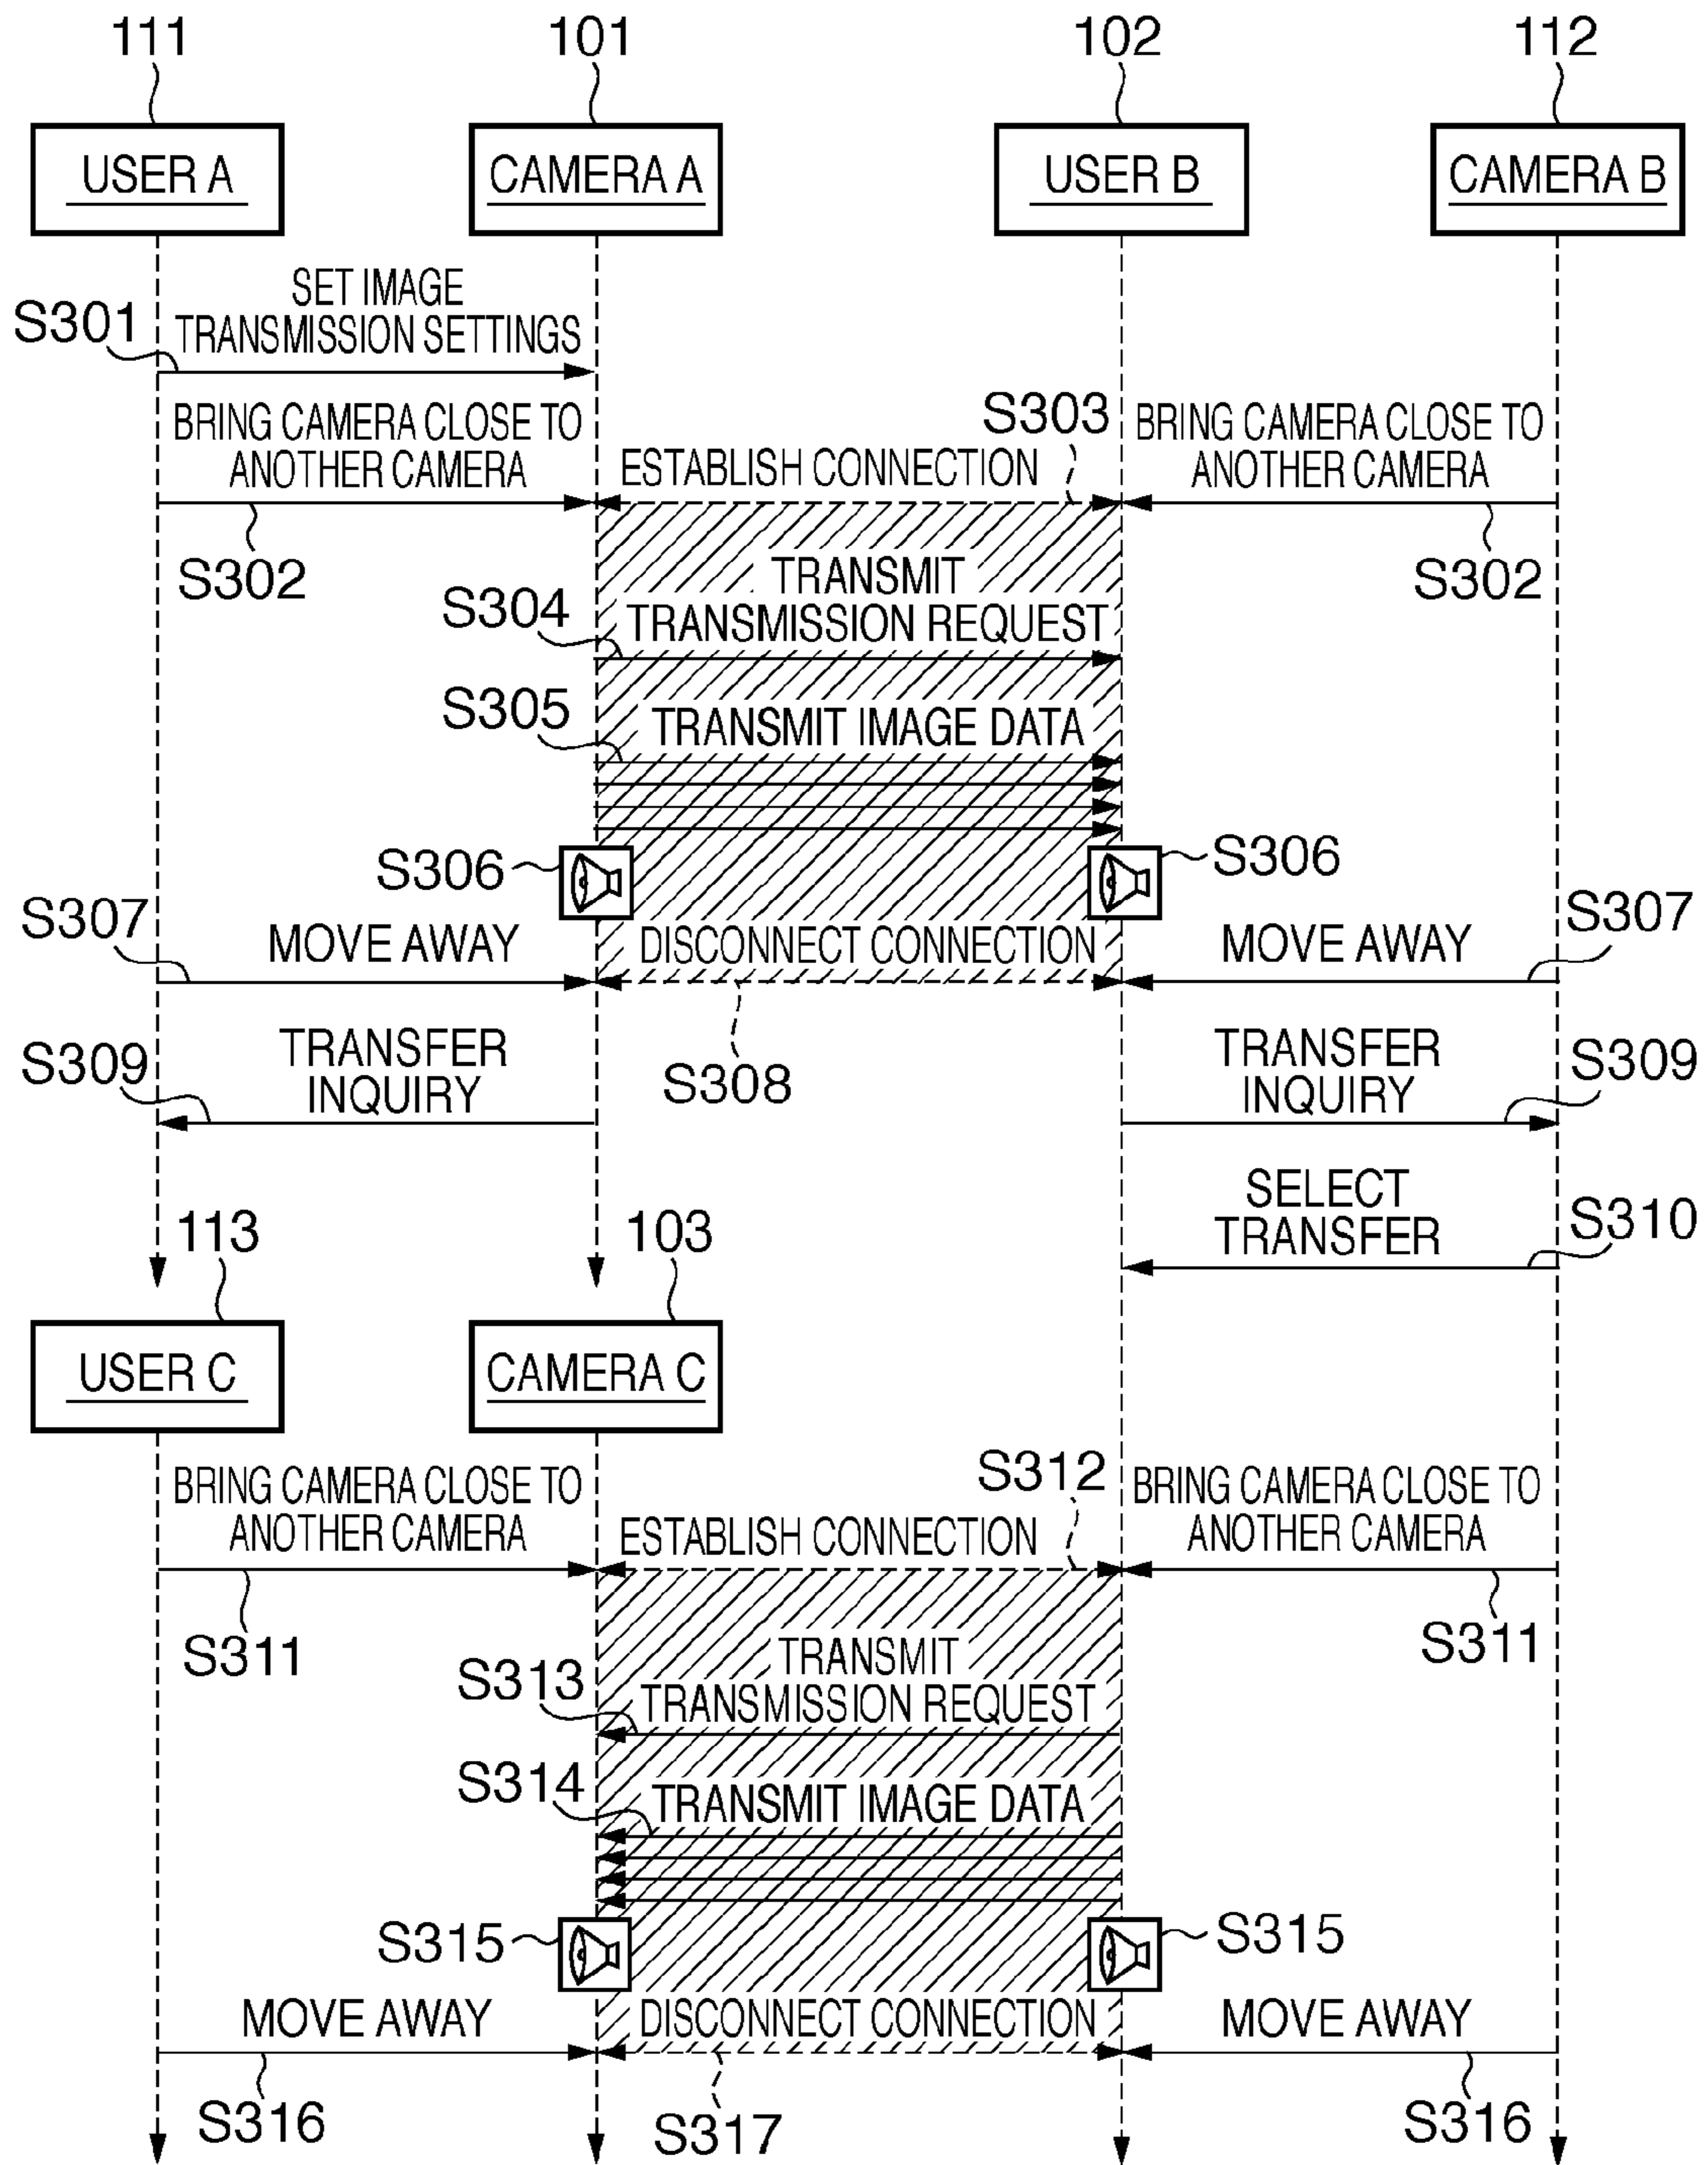 111
101
102
112
USER A
CAMERA A
USER B
CAMERA B
S301
SET IMAGE
TRANSMISSION SETTINGS
BRING CAMERA CLOSE TO
ANOTHER CAMERA
S302
ESTABLISH CONNECTION
S303
BRING CAMERA CLOSE TO
ANOTHER CAMERA
S302
S304
TRANSMIT
TRANSMISSION REQUEST
S305
TRANSMIT IMAGE DATA
S306
S306
S307
MOVE AWAY
DISCONNECT CONNECTION
MOVE AWAY
S307
S308
S309
TRANSFER
INQUIRY
TRANSFER
INQUIRY
S309
SELECT
TRANSFER
S310
113
103
USER C
CAMERA C
BRING CAMERA CLOSE TO
ANOTHER CAMERA
S311
ESTABLISH CONNECTION
S312
BRING CAMERA CLOSE TO
ANOTHER CAMERA
S311
S313
TRANSMIT
TRANSMISSION REQUEST
S314
TRANSMIT IMAGE DATA
S315
S315
MOVE AWAY
DISCONNECT CONNECTION
MOVE AWAY
S316
S317
S316